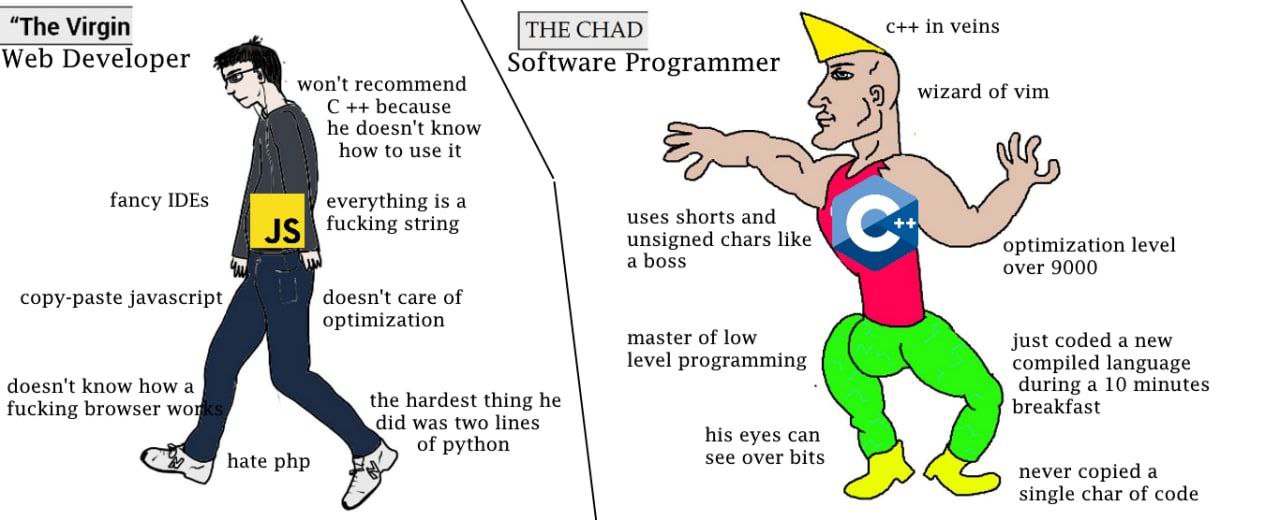 “The Virgin
Web Developer
won't recommend
C ++ because
he doesn't know
how to use it
fancy IDEs
everything is a
fucking string
JS
copy-paste javascript
doesn't care of
optimization
doesn't know how a
fucking browser works
the hardest thing he
did was two lines
of python
hate php
THE CHAD
Software Programmer
c++ in veins
wizard of vim
uses shorts and
unsigned chars like
a boss
C++
optimization level
over 9000
master of low
level programming
just coded a new
compiled language
during a 10 minutes
breakfast
his eyes can
see over bits
never copied a
single char of code